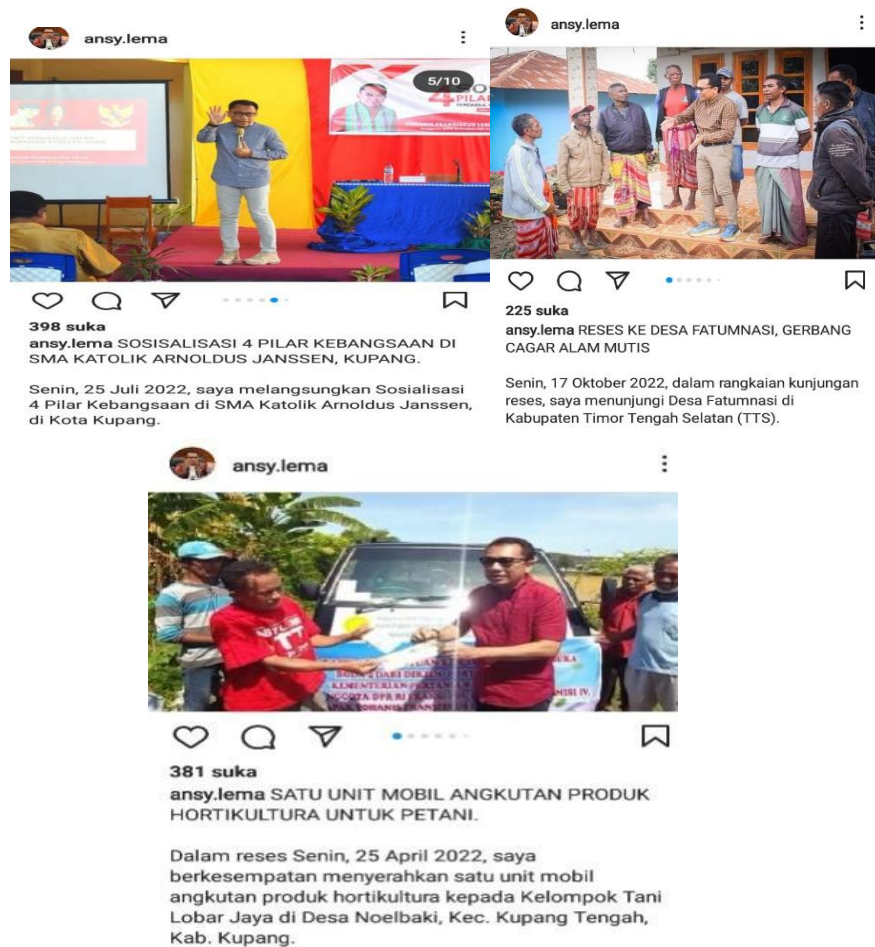 ansy.lema
5/10
4
PILAR
398 suka
ansy.lema SOSISALISASI 4 PILAR KEBANGSAAN DI
SMA KATOLIK ARNOLDUS JANSSEN, KUPANG.
Senin, 25 Juli 2022, saya melangsungkan Sosialisasi
4 Pilar Kebangsaan di SMA Katolik Arnoldus Janssen,
di Kota Kupang.
ansy.lema
225 suka
ansy.lema RESES KE DESA FATUMNASI, GERBANG
CAGAR ALAM MUTIS
Senin, 17 Oktober 2022, dalam rangkaian kunjungan
reses, saya menunjungi Desa Fatumnasi di
Kabupaten Timor Tengah Selatan (TTS).
ansy.lema
DARI
KEMENTERIAN
DPR RI
381 suka
ansy.lema SATU UNIT MOBIL ANGKUTAN PRODUK
HORTIKULTURA UNTUK PETANI.
Dalam reses Senin, 25 April 2022, saya
berkesempatan menyerahkan satu unit mobil
angkutan produk hortikultura kepada Kelompok Tani
Lobar Jaya di Desa Noelbaki, Kec. Kupang Tengah,
Kab. Kupang.